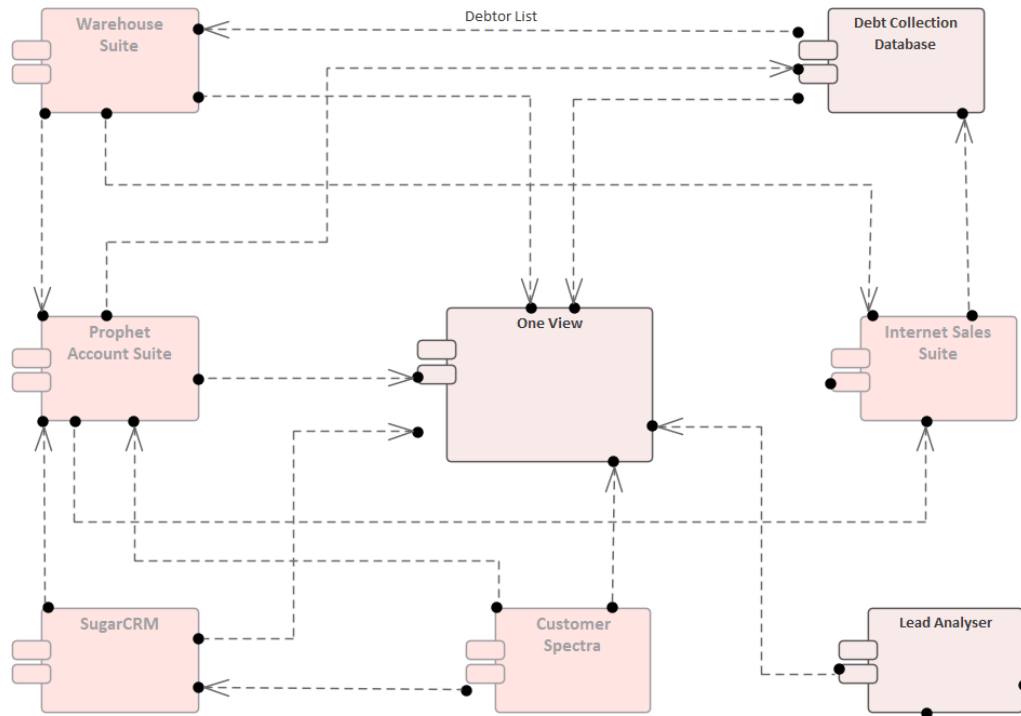 Warehouse
Suite
Debtor List
Debt Collection
Database
Prophet
Account Suite
One View
Internet Sales
Suite
SugarCRM
Customer
Spectra
Lead Analyser